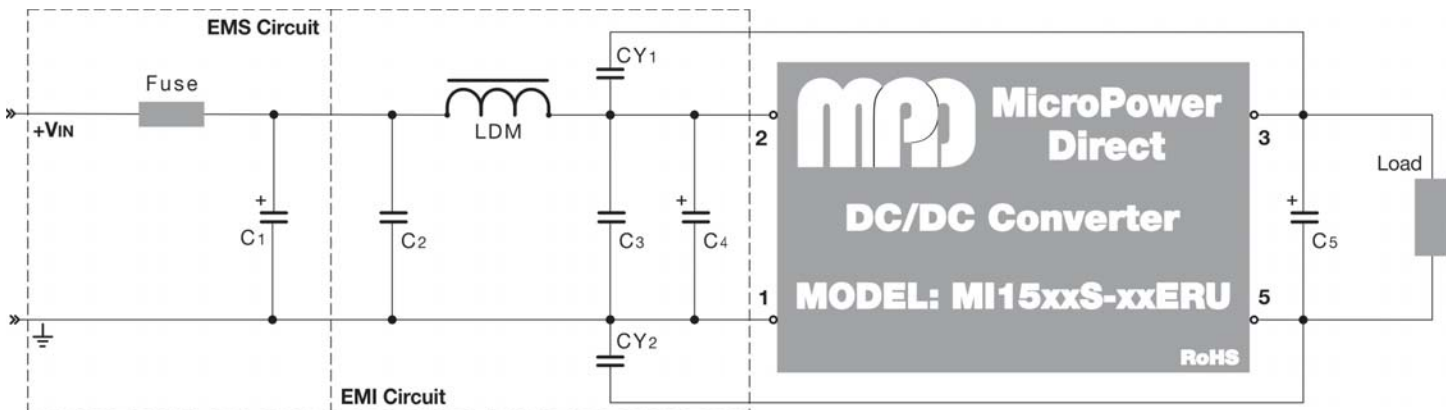 EMS Circuit
Fuse
+VIN
+
C1
C2
LDM
CY1
C3
+
C4
CY2
EMI Circuit
2
1
MPD
MicroPower
Direct
DC/DC Converter
MODEL: MI15xxS-xxERU
RoHS
3
5
+
C5
Load